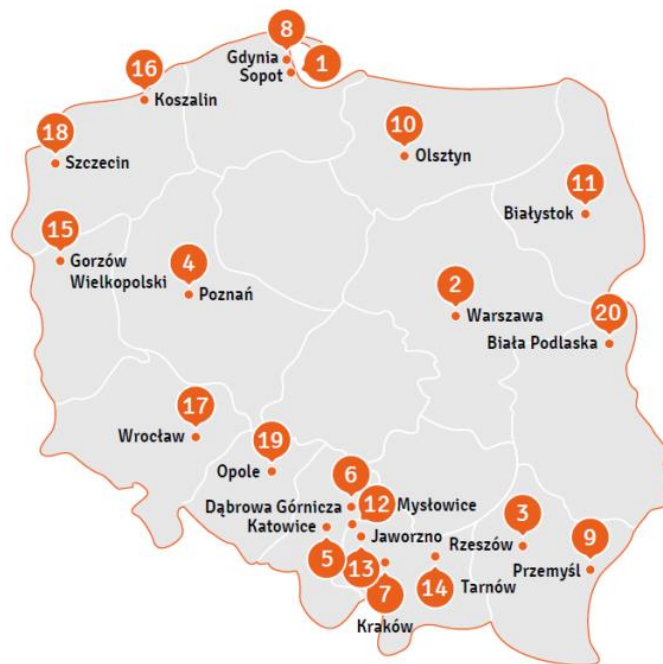 8
Gdynia
Sopot
1
16
Koszalin
10
Olsztyn
18
Szczecin
11
Białystok
15
Gorzów
Wielkopolski
4
Poznań
2
Warszawa
20
Biała Podlaska
17
Wrocław
19
Opole
6
Dąbrowa Górnicza
12
Mysłowice
Katowice
Jaworzno
3
Rzeszów
9
Przemyśl
5
13
7
14
Tarnów
Kraków